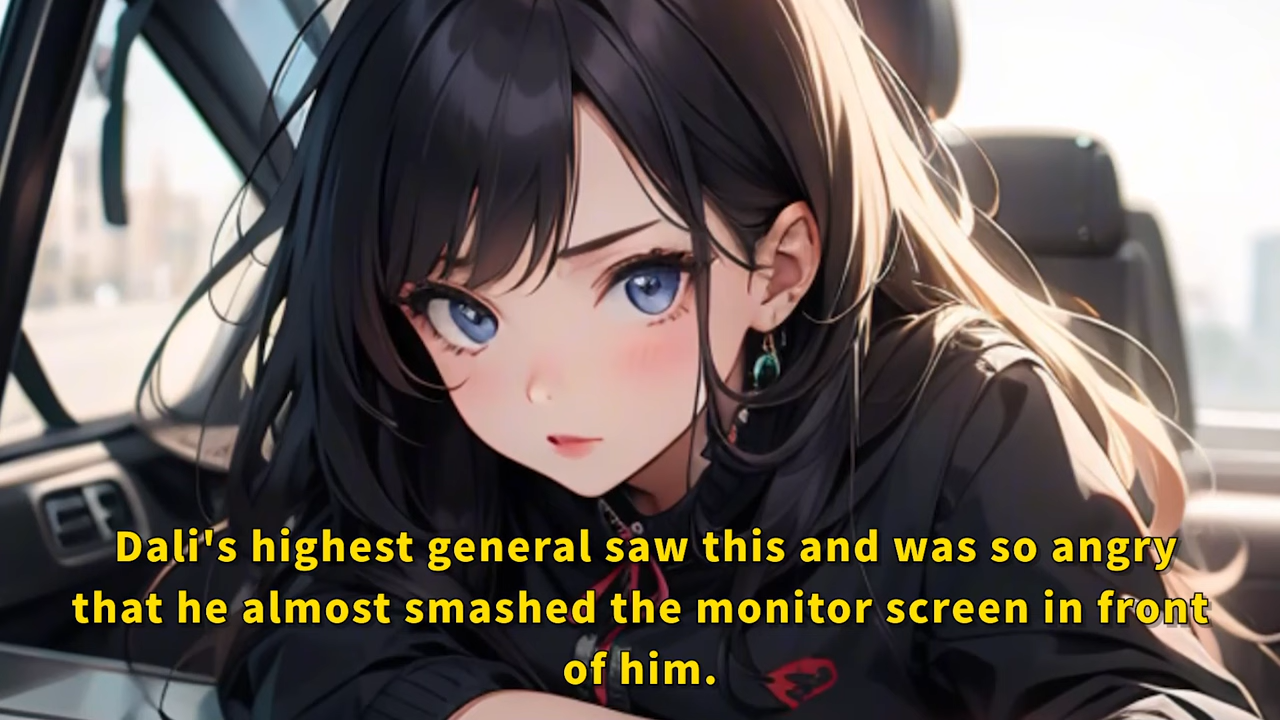 Dali's highest general saw this and was so angry
that he almost smashed the monitor screen in front
of him.